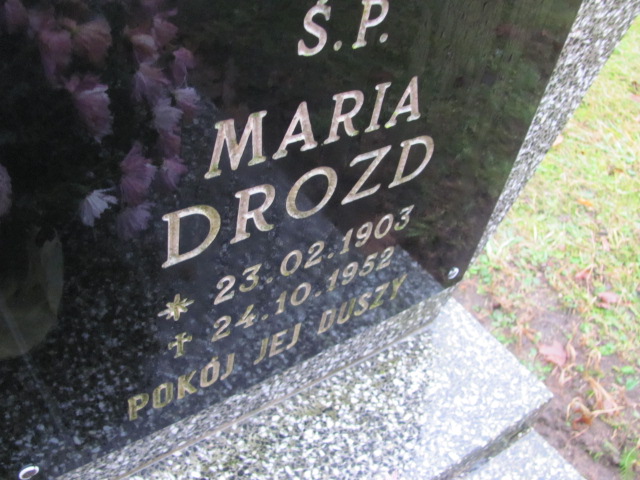 Ś.P.
MARIA
DROZD
* 23.02.1903
† 24.10.1952
POKÓJ JEJ DUSZY